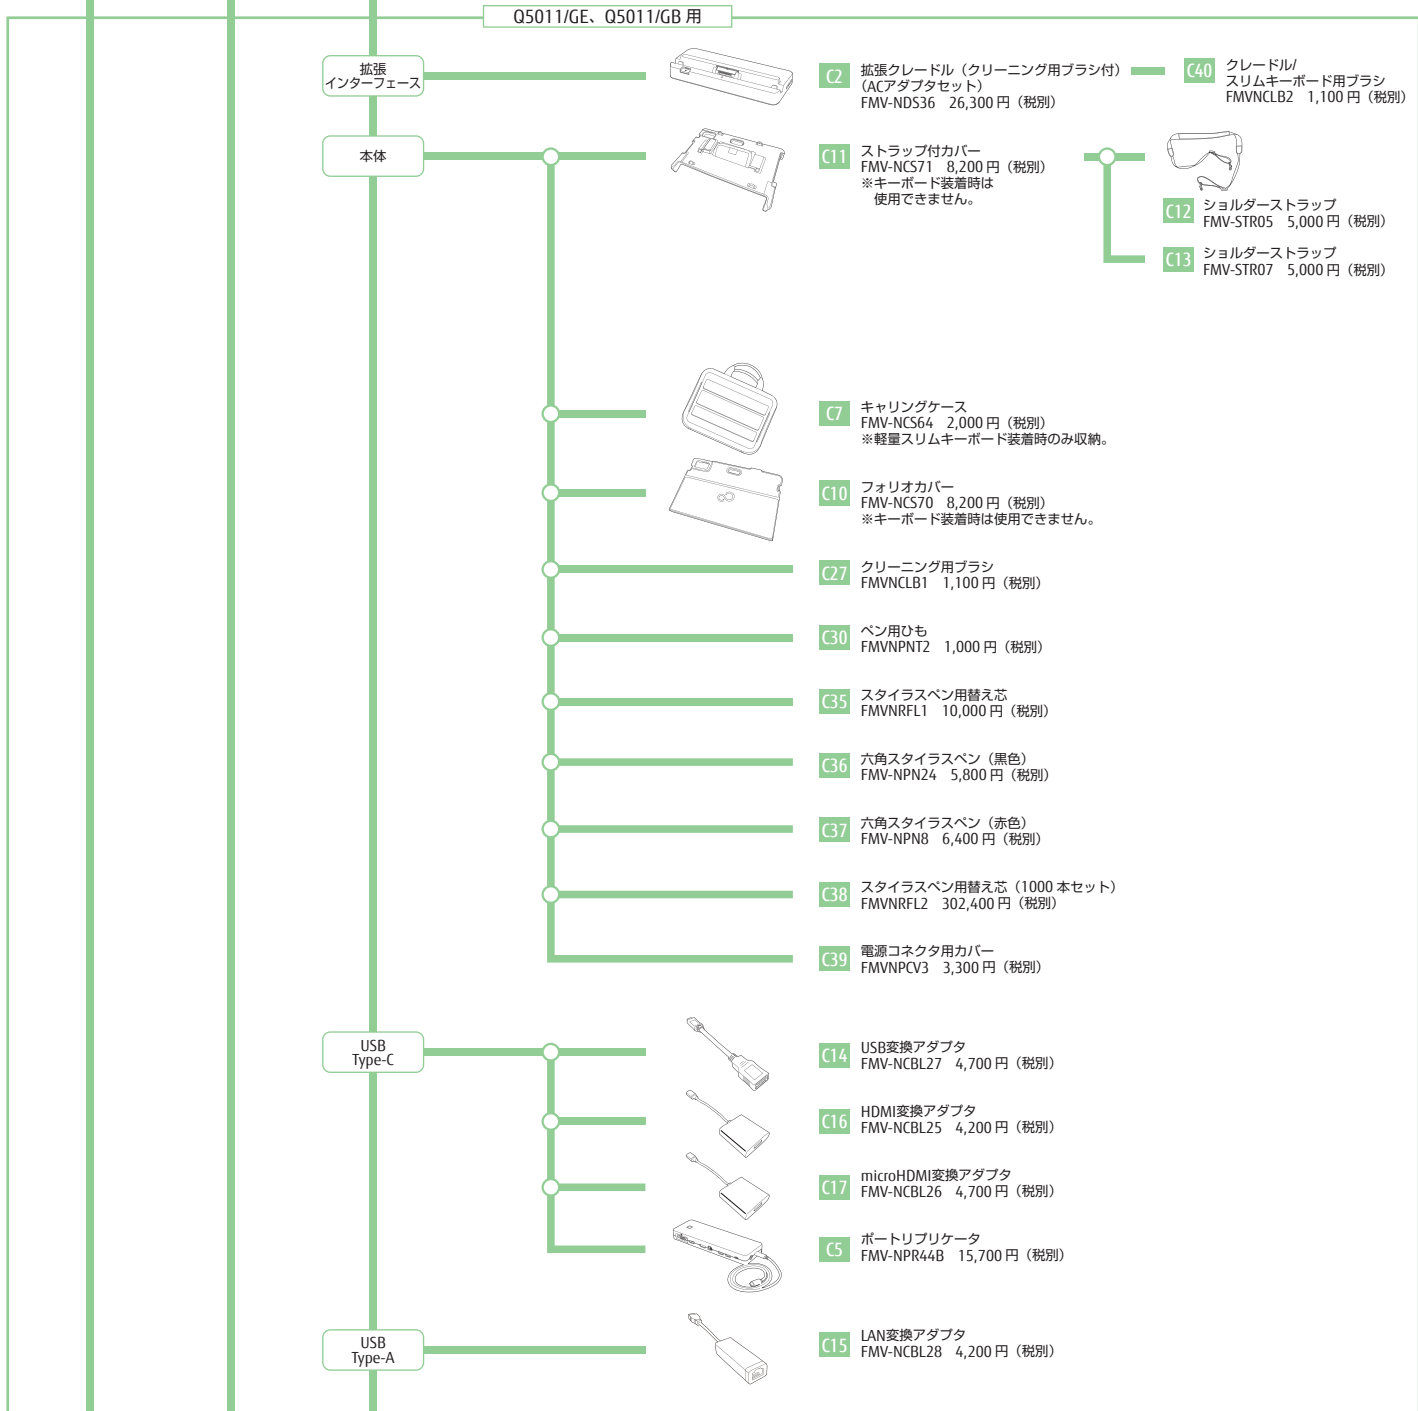 Q5011/GE、Q5011/GB 用
拡張
インターフェース
C2
拡張クレードル（クリーニング用ブラシ付）
（ACアダプタセット）
FMV-NDS36 26,300 円（税別）
C40
クレードル/
スリムキーボード用ブラシ
FMVNCLB2 1,100 円（税別）
本体
C11
ストラップ付カバー
FMV-NCS71 8,200 円（税別）
※キーボード装着時は
使用できません。
C12
ショルダーストラップ
FMV-STR05 5,000 円（税別）
C13
ショルダーストラップ
FMV-STR07 5,000 円（税別）
C7
キャリングケース
FMV-NCS64 2,000 円（税別）
※軽量スリムキーボード装着時のみ収納。
C10
フォリオカバー
FMV-NCS70 8,200 円（税別）
※キーボード装着時は使用できません。
C27
クリーニング用ブラシ
FMVNCLB1 1,100 円（税別）
C30
ペン用ひも
FMVNPNT2 1,000 円（税別）
C35
スタイラスペン用替え芯
FMVNRFL1 10,000 円（税別）
C36
六角スタイラスペン（黒色）
FMV-NPN24 5,800 円（税別）
C37
六角スタイラスペン（赤色）
FMV-NPN8 6,400 円（税別）
C38
スタイラスペン用替え芯（1000 本セット）
FMVNRFL2 302,400 円（税別）
C39
電源コネクタ用カバー
FMVNPCV3 3,300 円（税別）
USB
Type-C
C14
USB変換アダプタ
FMV-NCBL27 4,700 円（税別）
C16
HDMI変換アダプタ
FMV-NCBL25 4,200 円（税別）
C17
microHDMI変換アダプタ
FMV-NCBL26 4,700 円（税別）
C5
ポートリプリケータ
FMV-NPR44B 15,700 円（税別）
USB
Type-A
C15
LAN変換アダプタ
FMV-NCBL28 4,200 円（税別）